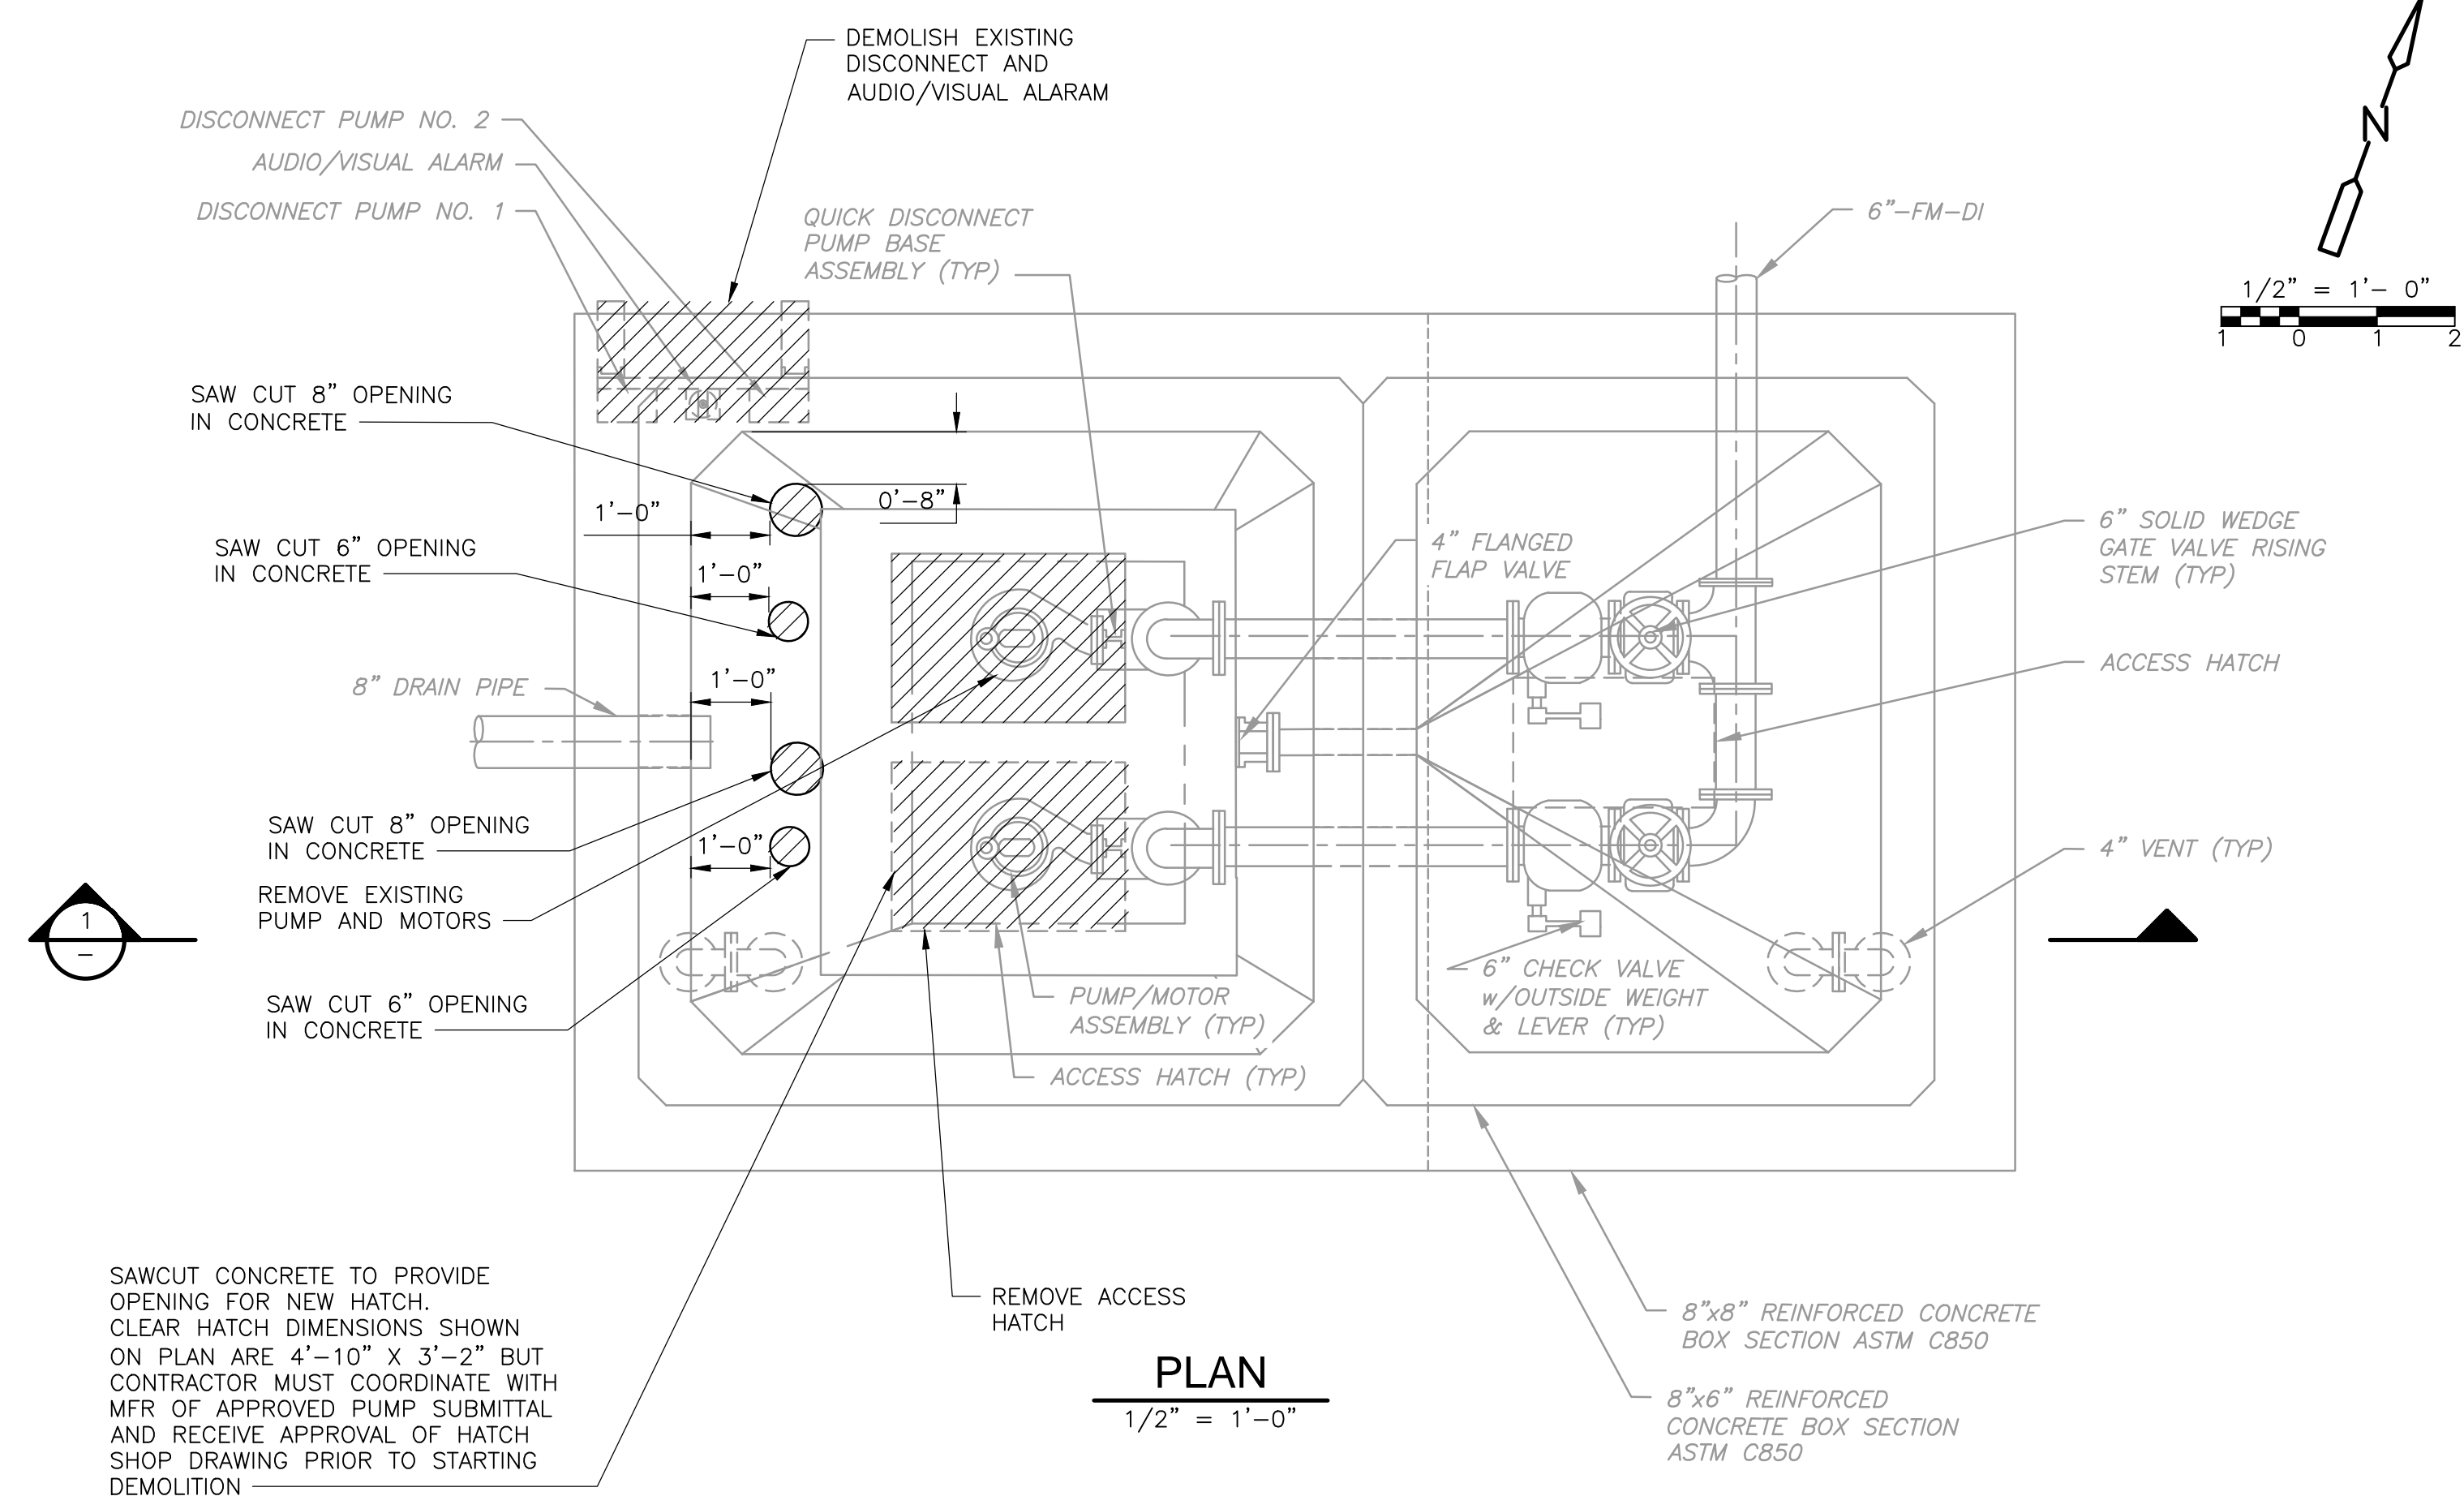 DEMOLISH EXISTING
DISCONNECT AND
AUDIO/VISUAL ALARAM
DISCONNECT PUMP NO. 2
AUDIO/VISUAL ALARM
DISCONNECT PUMP NO. 1
QUICK DISCONNECT
PUMP BASE
ASSEMBLY (TYP)
6"-FM-DI
N
1/2" = 1'- 0"
1 0 1 2
SAW CUT 8" OPENING
IN CONCRETE
1'-0"
0'-8"
SAW CUT 6" OPENING
IN CONCRETE
1'-0"
4" FLANGED
FLAP VALVE
6" SOLID WEDGE
GATE VALVE RISING
STEM (TYP)
8" DRAIN PIPE
1'-0"
ACCESS HATCH
SAW CUT 8" OPENING
IN CONCRETE
1'-0"
4" VENT (TYP)
REMOVE EXISTING
PUMP AND MOTORS
1
–
SAW CUT 6" OPENING
IN CONCRETE
PUMP/MOTOR
ASSEMBLY (TYP)
6" CHECK VALVE
w/OUTSIDE WEIGHT
& LEVER (TYP)
ACCESS HATCH (TYP)
SAWCUT CONCRETE TO PROVIDE
OPENING FOR NEW HATCH.
CLEAR HATCH DIMENSIONS SHOWN
ON PLAN ARE 4'-10" X 3'-2" BUT
CONTRACTOR MUST COORDINATE WITH
MFR OF APPROVED PUMP SUBMITTAL
AND RECEIVE APPROVAL OF HATCH
SHOP DRAWING PRIOR TO STARTING
DEMOLITION
REMOVE ACCESS
HATCH
8"x8" REINFORCED CONCRETE
BOX SECTION ASTM C850
8"x6" REINFORCED
CONCRETE BOX SECTION
ASTM C850
PLAN
1/2" = 1'-0"